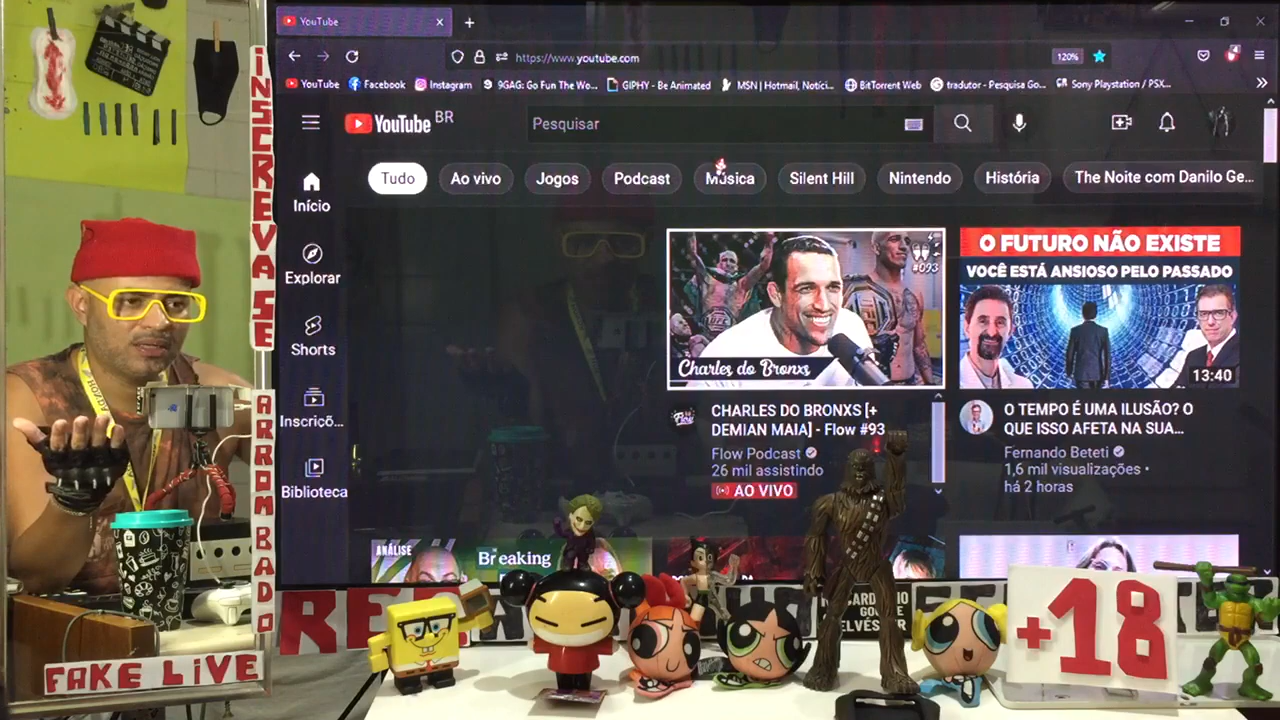 YouTube
https://www.youtube.com
120%
4
YouTube
Facebook
Instagram
9GAG: Go Fun The Wo...
GIPHY - Be Animated
MSN | Hotmail, Notíci...
BitTorrent Web
tradutor - Pesquisa Go...
Sony Playstation / PSX...
YouTube BR
Pesquisar
Tudo
Ao vivo
Jogos
Podcast
Música
Silent Hill
Nintendo
História
The Noite com Danilo Ge...
Início
Explorar
Shorts
Inscriçõ...
Biblioteca
#093
Charles do Bronxs
CHARLES DO BRONXS [+
DEMIAN MAIA] - Flow #93
Flow Podcast
26 mil assistindo
AO VIVO
O FUTURO NÃO EXISTE
VOCÊ ESTÁ ANSIOSO PELO PASSADO
13:40
O TEMPO É UMA ILUSÃO? O
QUE ISSO AFETA NA SUA...
Fernando Beteti
1,6 mil visualizações •
há 2 horas
ANÁLISE
Breaking
INSCREVA SE
ARROMBADO
FAKE LIVE
+18